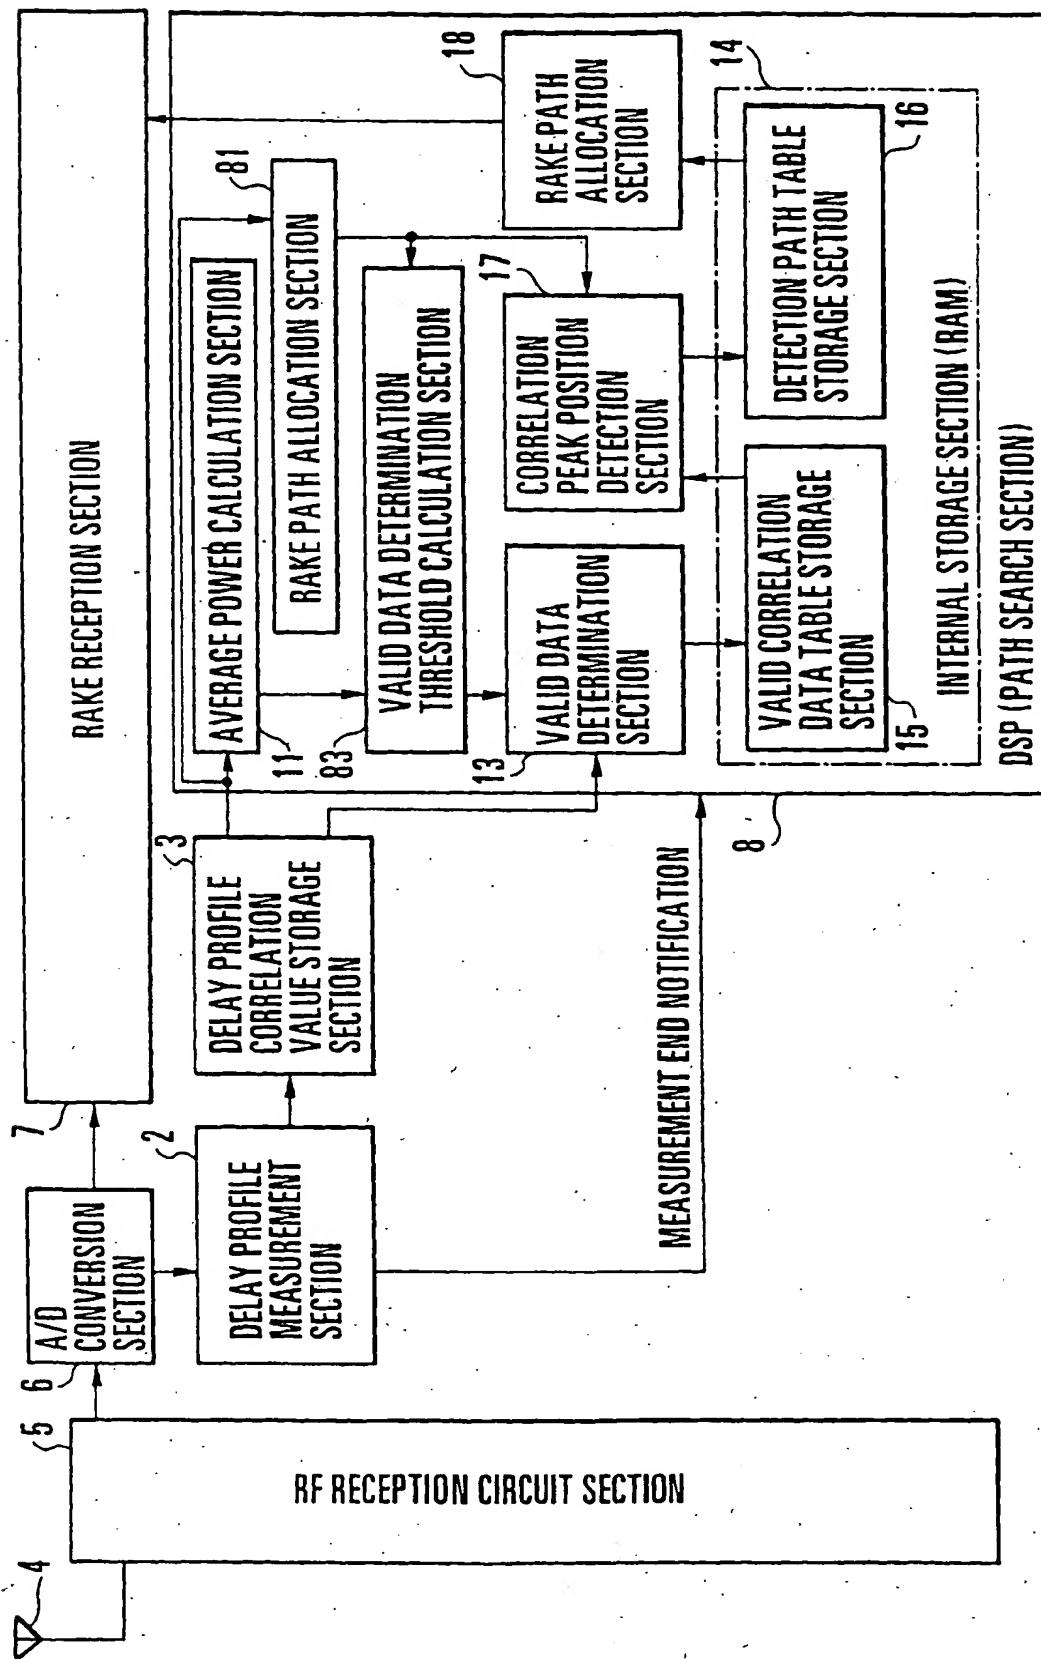 4
5
RF RECEPTION CIRCUIT SECTION
6
A/D
CONVERSION
SECTION
7
RAKE RECEPTION SECTION
2
DELAY PROFILE
MEASUREMENT
SECTION
3
DELAY PROFILE
CORRELATION
VALUE STORAGE
SECTION
MEASUREMENT END NOTIFICATION
8
AVERAGE POWER CALCULATION SECTION
11
81
RAKE PATH ALLOCATION SECTION
83
VALID DATA DETERMINATION
THRESHOLD CALCULATION SECTION
13
VALID DATA
DETERMINATION
SECTION
17
CORRELATION
PEAK POSITION
DETECTION
SECTION
18
RAKE PATH
ALLOCATION
SECTION
14
15
VALID CORRELATION
DATA TABLE STORAGE
SECTION
16
DETECTION PATH TABLE
STORAGE SECTION
INTERNAL STORAGE SECTION (RAM)
DSP (PATH SEARCH SECTION)